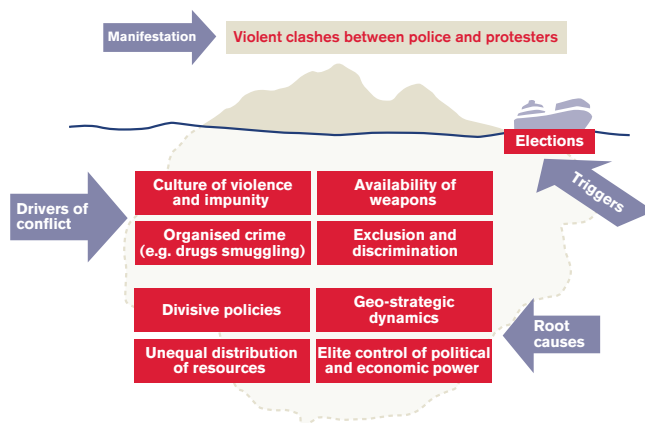 Manifestation
Violent clashes between police and protesters
Elections
Triggers
Drivers of
conflict
Culture of violence
and impunity
Availability of
weapons
Organised crime
(e.g. drugs smuggling)
Exclusion and
discrimination
Divisive policies
Geo-strategic
dynamics
Root
causes
Unequal distribution
of resources
Elite control of political
and economic power